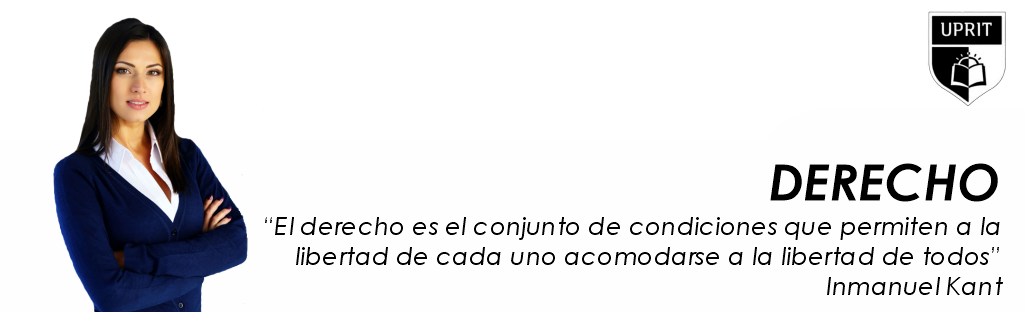 UPRIT
DERECHO
“El derecho es el conjunto de condiciones que permiten a la
libertad de cada uno acomodarse a la libertad de todos”
Inmanuel Kant